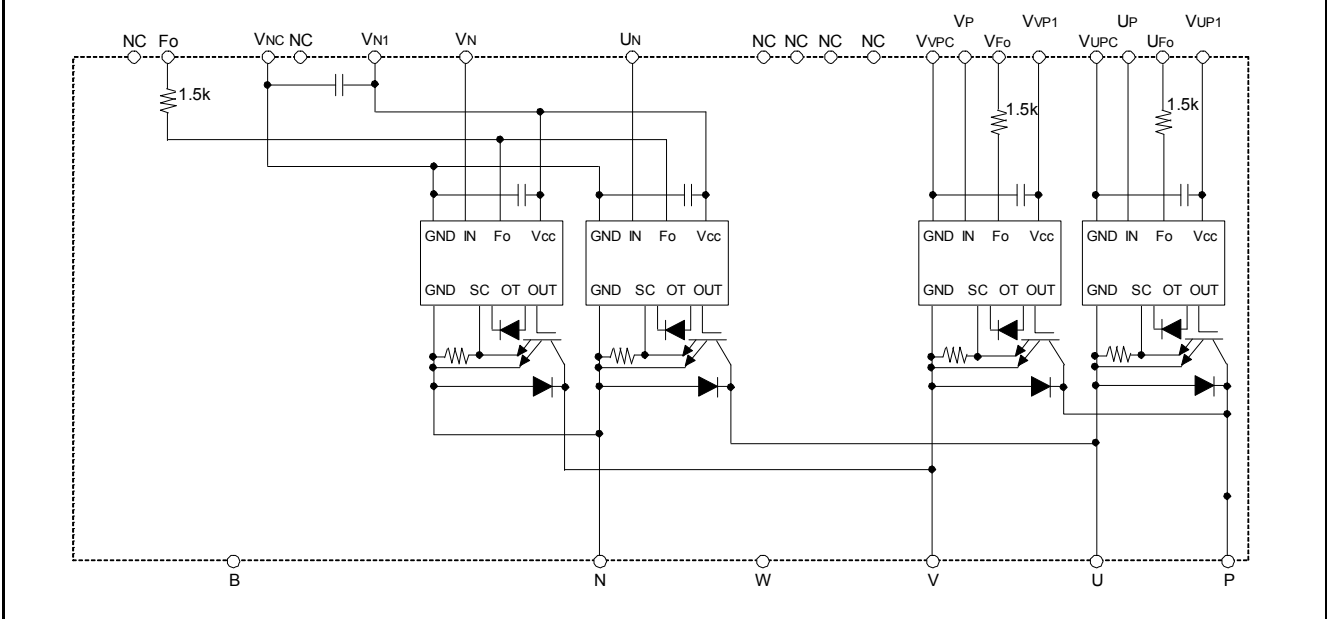 VP VVP1 UP VUP1
NC Fo VNC NC VN1 VN UN NC NC NC NC VVPC VFo VUPC UFo
1.5k 1.5k 1.5k
GND IN Fo Vcc GND IN Fo Vcc GND IN Fo Vcc GND IN Fo Vcc
GND SC OT OUT GND SC OT OUT GND SC OT OUT GND SC OT OUT
B N W V U P